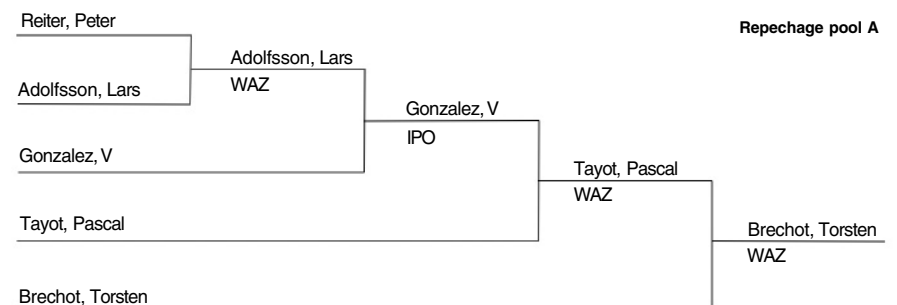 Reiter, Peter
Repechage pool A
Adolfsson, Lars
WAZ
Adolfsson, Lars
Gonzalez, V
IPO
Gonzalez, V
Tayot, Pascal
WAZ
Tayot, Pascal
Brechot, Torsten
WAZ
Brechot, Torsten